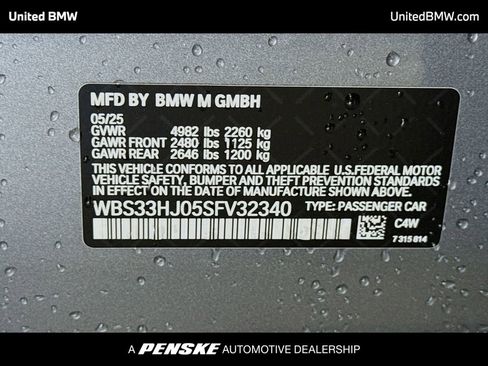 United BMW UnitedBMW.com
MFD BY BMW M GMBH
05/25
GVWR 4982 lbs 2260 kg
GAWR FRONT 2480 lbs 1125 kg
GAWR REAR 2646 lbs 1200 kg
THIS VEHICLE CONFORMS TO ALL APPLICABLE U.S.FEDERAL MOTOR
VEHICLE SAFETY, BUMPER, AND THEFT PREVENTION STANDARDS
IN EFFECT ON THE DATE OF MANUFACTURE SHOWN ABOVE.
WBS33HJ05SFV32340 TYPE: PASSENGER CAR
C4W
7 315 814
A PENSKE AUTOMOTIVE DEALERSHIP